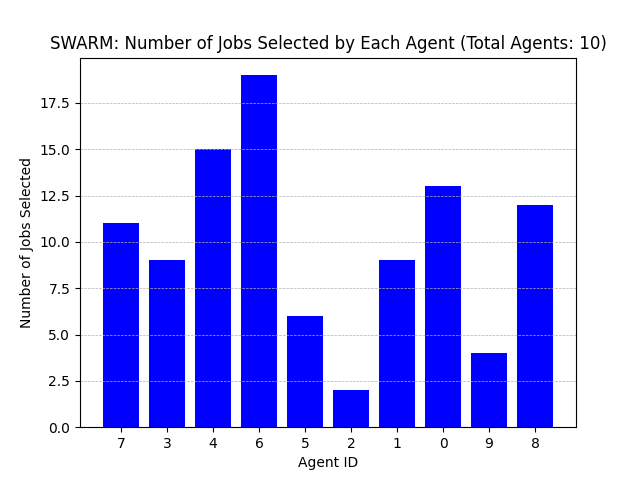 SWARM: Number of Jobs Selected by Each Agent (Total Agents: 10)
Number of Jobs Selected
17.5
15.0
12.5
10.0
7.5
5.0
2.5
0.0
7 3 4 6 5 2 1 0 9 8
Agent ID